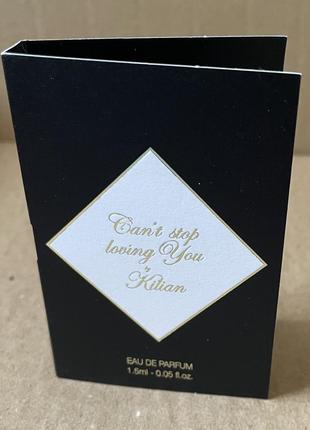 Can't stop
loving You
by
Kilian
EAU DE PARFUM
1.5ml - 0.05 fl.oz.